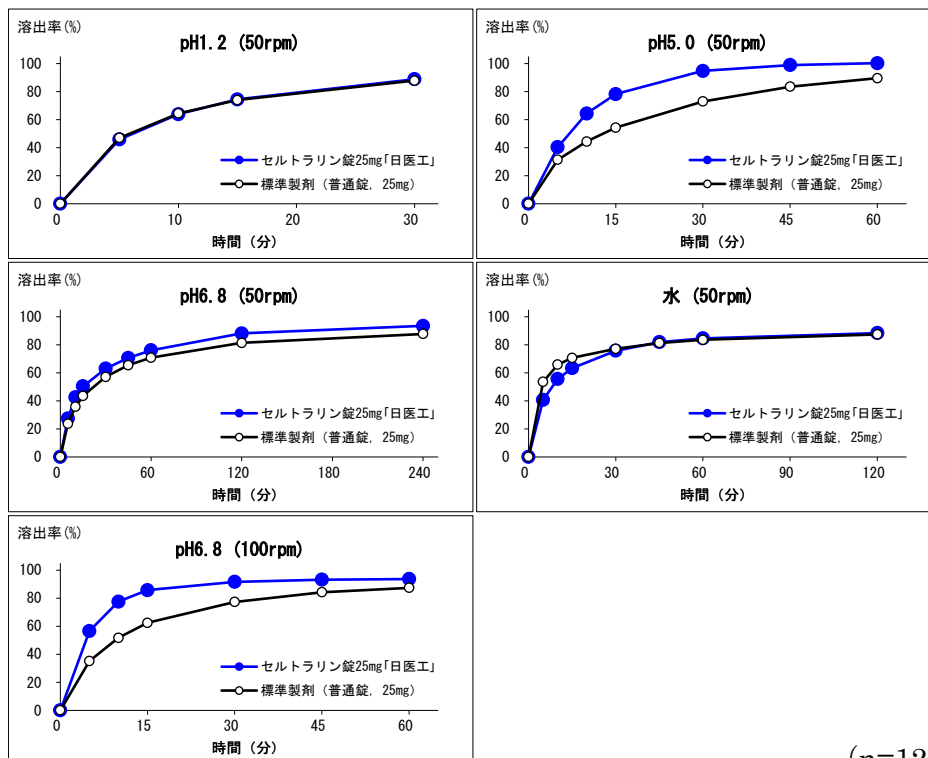 溶出率(%)
pH1.2 (50rpm)
100
80
60
40
20
0
セルトラリン錠25mg「日医工」
標準製剤（普通錠, 25mg）
0
10
20
30
時間（分）
溶出率(%)
pH5.0 (50rpm)
100
80
60
40
20
0
セルトラリン錠25mg「日医工」
標準製剤（普通錠, 25mg）
0
15
30
45
60
時間（分）
溶出率(%)
pH6.8 (50rpm)
100
80
60
40
20
0
セルトラリン錠25mg「日医工」
標準製剤（普通錠, 25mg）
0
60
120
180
240
時間（分）
溶出率(%)
水 (50rpm)
100
80
60
40
20
0
セルトラリン錠25mg「日医工」
標準製剤（普通錠, 25mg）
0
30
60
90
120
時間（分）
溶出率(%)
pH6.8 (100rpm)
100
80
60
40
20
0
セルトラリン錠25mg「日医工」
標準製剤（普通錠, 25mg）
0
15
30
45
60
時間（分）
(n=12